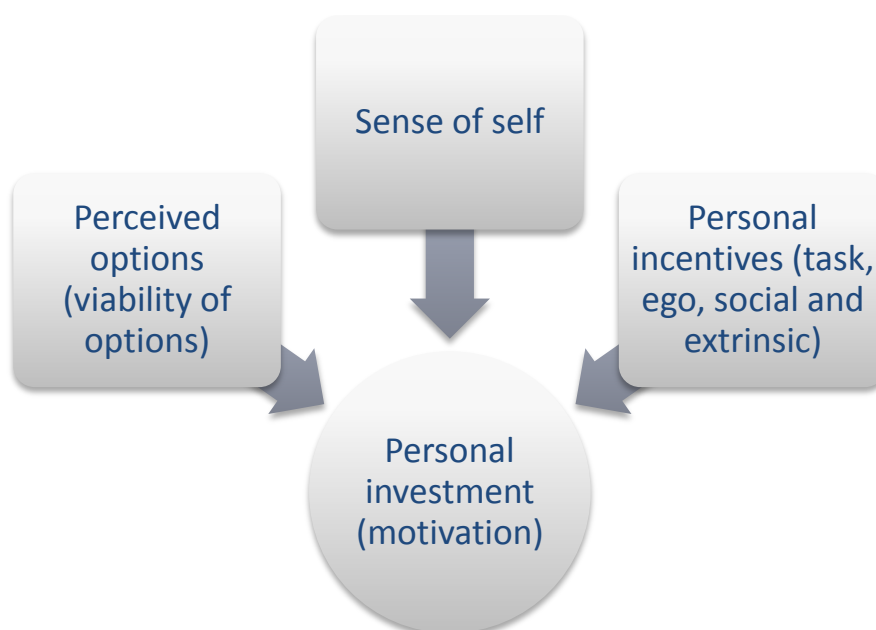 Sense of self
Perceived
options
(viability of
options)
Personal
incentives (task,
ego, social and
extrinsic)
Personal
investment
(motivation)